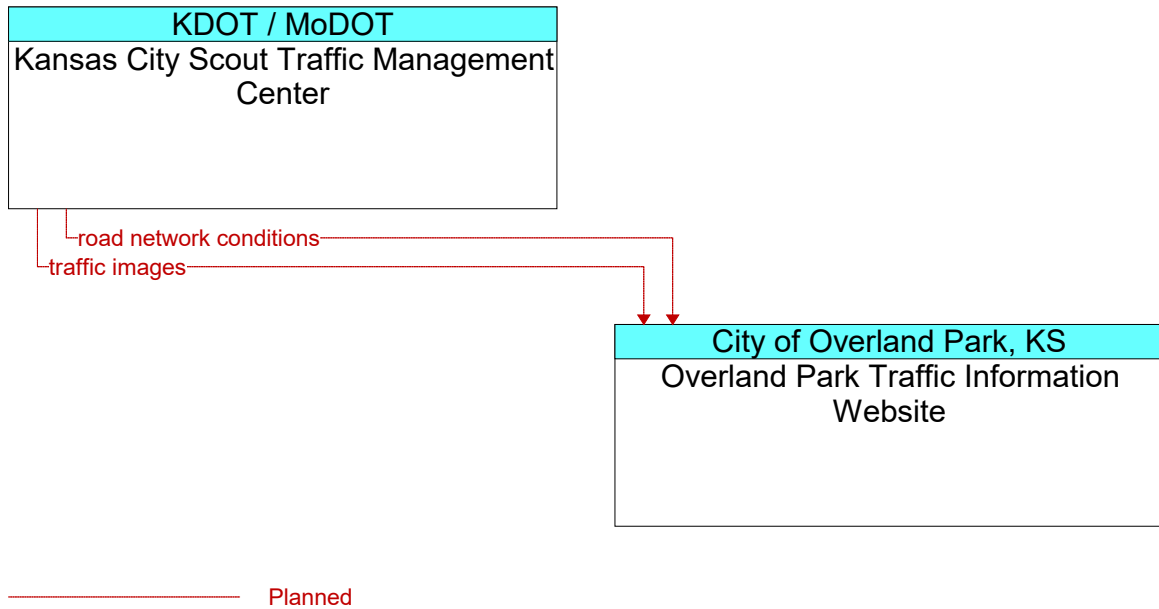 KDOT / MoDOT
Kansas City Scout Traffic Management
Center
road network conditions
traffic images
City of Overland Park, KS
Overland Park Traffic Information
Website
Planned